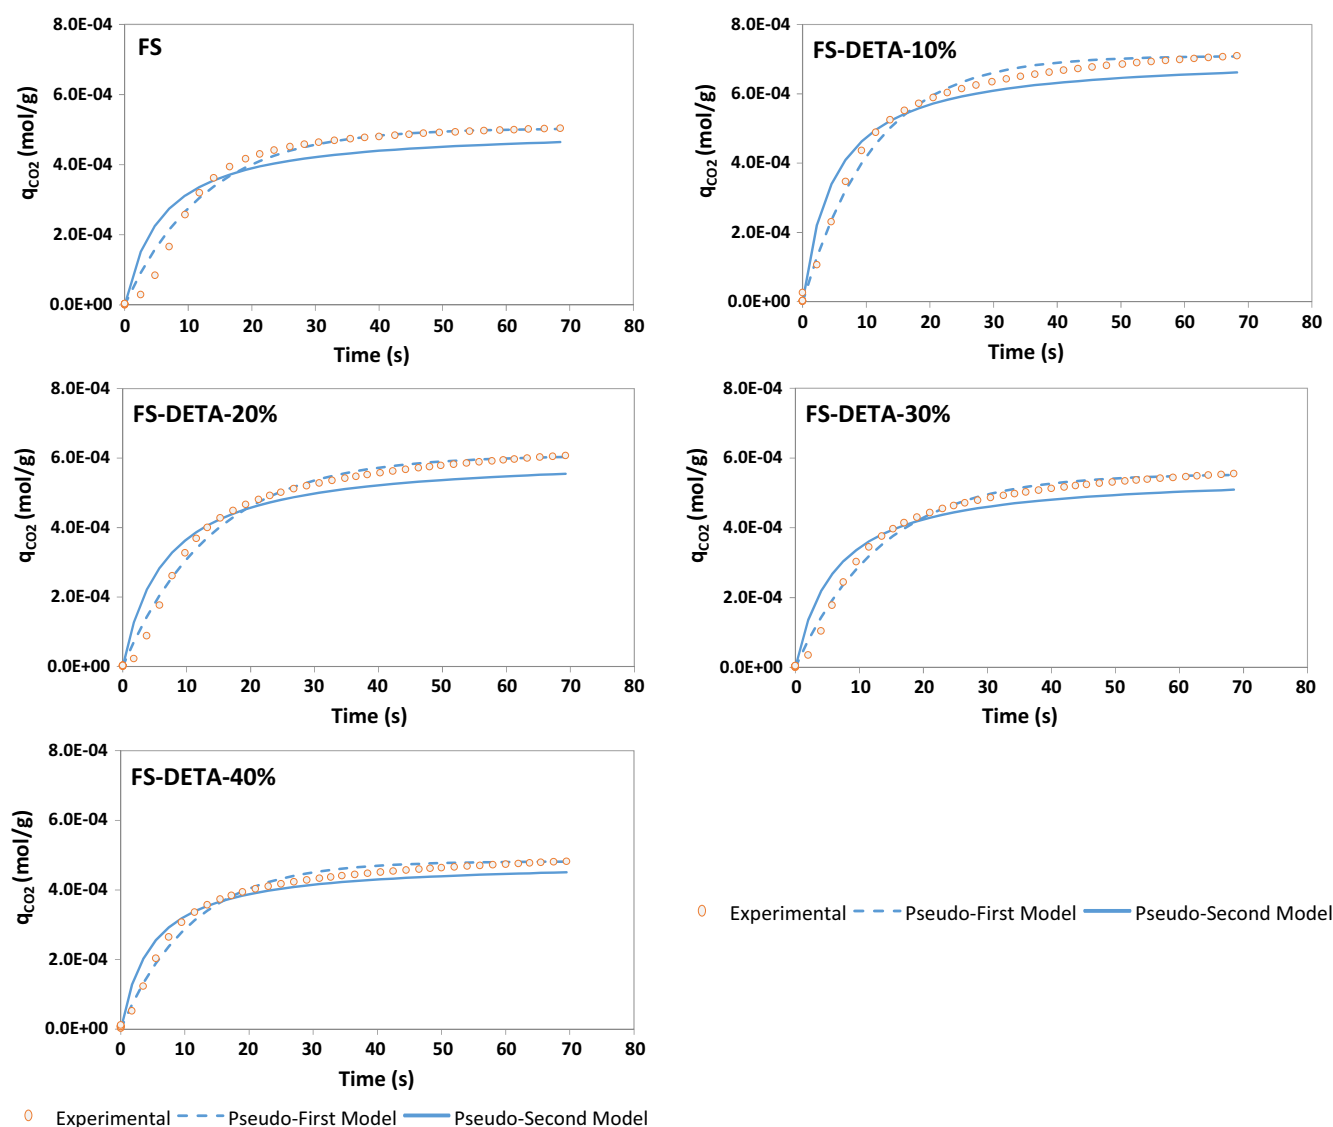 FS
8.0E-04
6.0E-04
4.0E-04
2.0E-04
0.0E+00
qCO2 (mol/g)
0 10 20 30 40 50 60 70 80
Time (s)
FS-DETA-10%
8.0E-04
6.0E-04
4.0E-04
2.0E-04
0.0E+00
qCO2 (mol/g)
0 10 20 30 40 50 60 70 80
Time (s)
FS-DETA-20%
8.0E-04
6.0E-04
4.0E-04
2.0E-04
0.0E+00
qCO2 (mol/g)
0 10 20 30 40 50 60 70 80
Time (s)
FS-DETA-30%
8.0E-04
6.0E-04
4.0E-04
2.0E-04
0.0E+00
qCO2 (mol/g)
0 10 20 30 40 50 60 70 80
Time (s)
FS-DETA-40%
8.0E-04
6.0E-04
4.0E-04
2.0E-04
0.0E+00
qCO2 (mol/g)
0 10 20 30 40 50 60 70 80
Time (s)
Experimental Pseudo-First Model Pseudo-Second Model
Experimental Pseudo-First Model Pseudo-Second Model